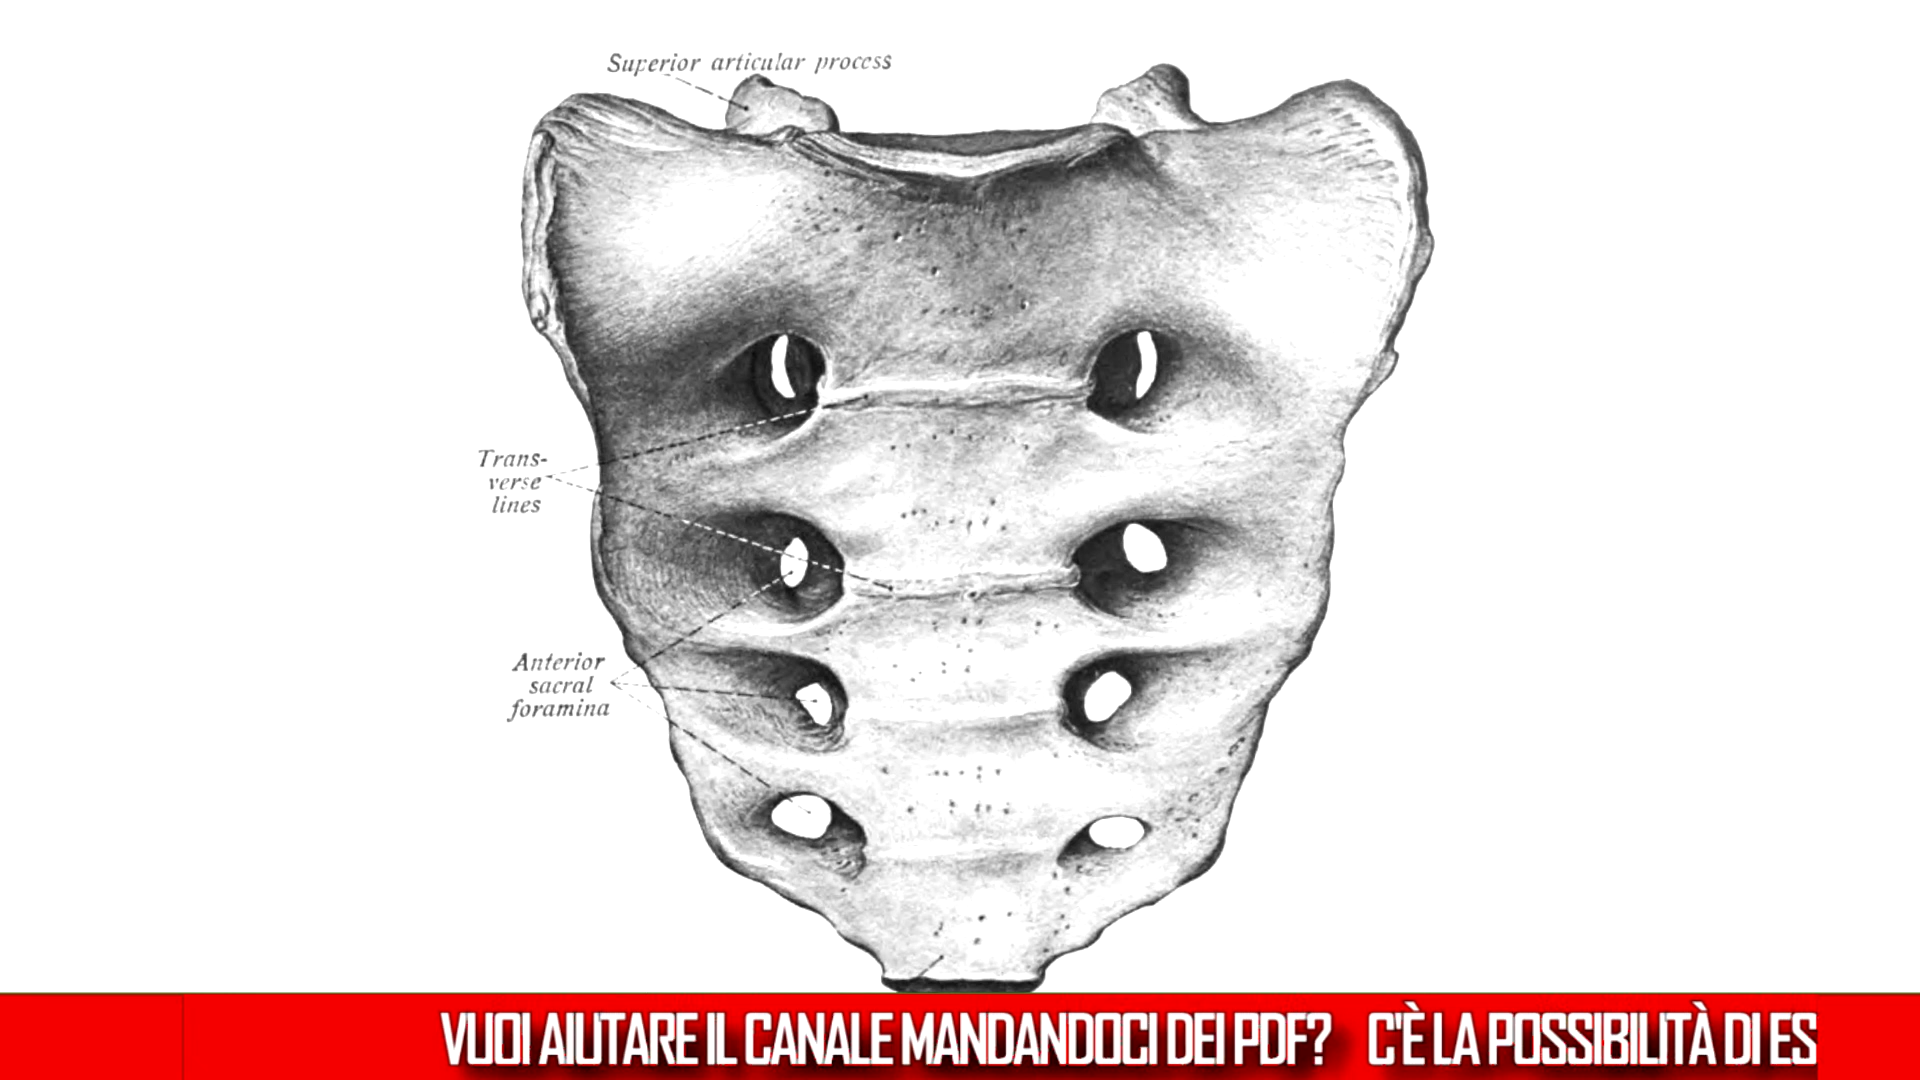 Superior articular process
Trans-
verse
lines
Anterior
sacral
foramina
VUOI AIUTARE IL CANALE MANDANDOCI DEI PDF? C'È LA POSSIBILITÀ DI ES